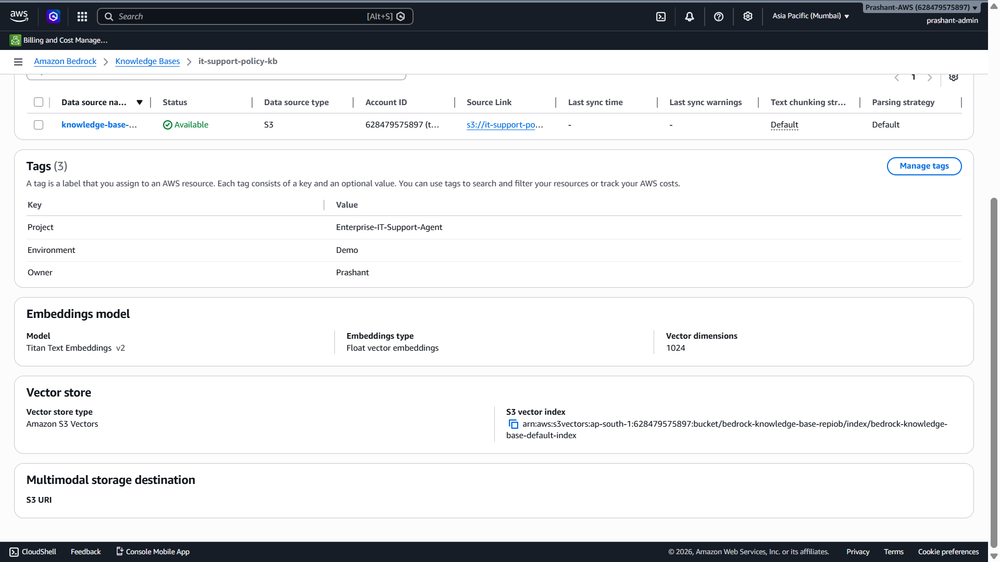 aws
Search
[Alt+S]
Asia Pacific (Mumbai)
Prashant-AWS (628479575897)
prashant-admin
Billing and Cost Manage...
Amazon Bedrock
Knowledge Bases
it-support-policy-kb
1
Data source na...
Status
Data source type
Account ID
Source Link
Last sync time
Last sync warnings
Text chunking str...
Parsing strategy
knowledge-base-...
Available
S3
628479575897 (t...
s3://it-support-po...
-
-
Default
Default
Tags (3)
Manage tags
A tag is a label that you assign to an AWS resource. Each tag consists of a key and an optional value. You can use tags to search and filter your resources or track your AWS costs.
Key
Value
Project
Enterprise-IT-Support-Agent
Environment
Demo
Owner
Prashant
Embeddings model
Model
Titan Text Embeddings v2
Embeddings type
Float vector embeddings
Vector dimensions
1024
Vector store
Vector store type
Amazon S3 Vectors
S3 vector index
arn:aws:s3vectors:ap-south-1:628479575897:bucket/bedrock-knowledge-base-repiob/index/bedrock-knowledge-
base-default-index
Multimodal storage destination
S3 URI
CloudShell
Feedback
Console Mobile App
© 2026, Amazon Web Services, Inc. or its affiliates.
Privacy
Terms
Cookie preferences